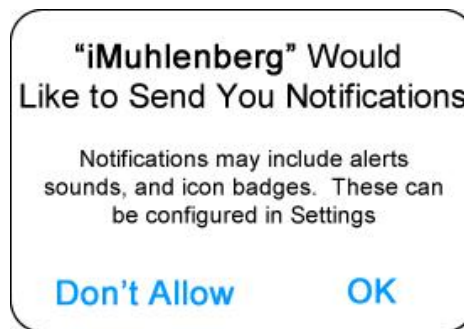 “iMuhlenberg” Would
Like to Send You Notifications
Notifications may include alerts
sounds, and icon badges.  These can
be configured in Settings
Don't Allow OK